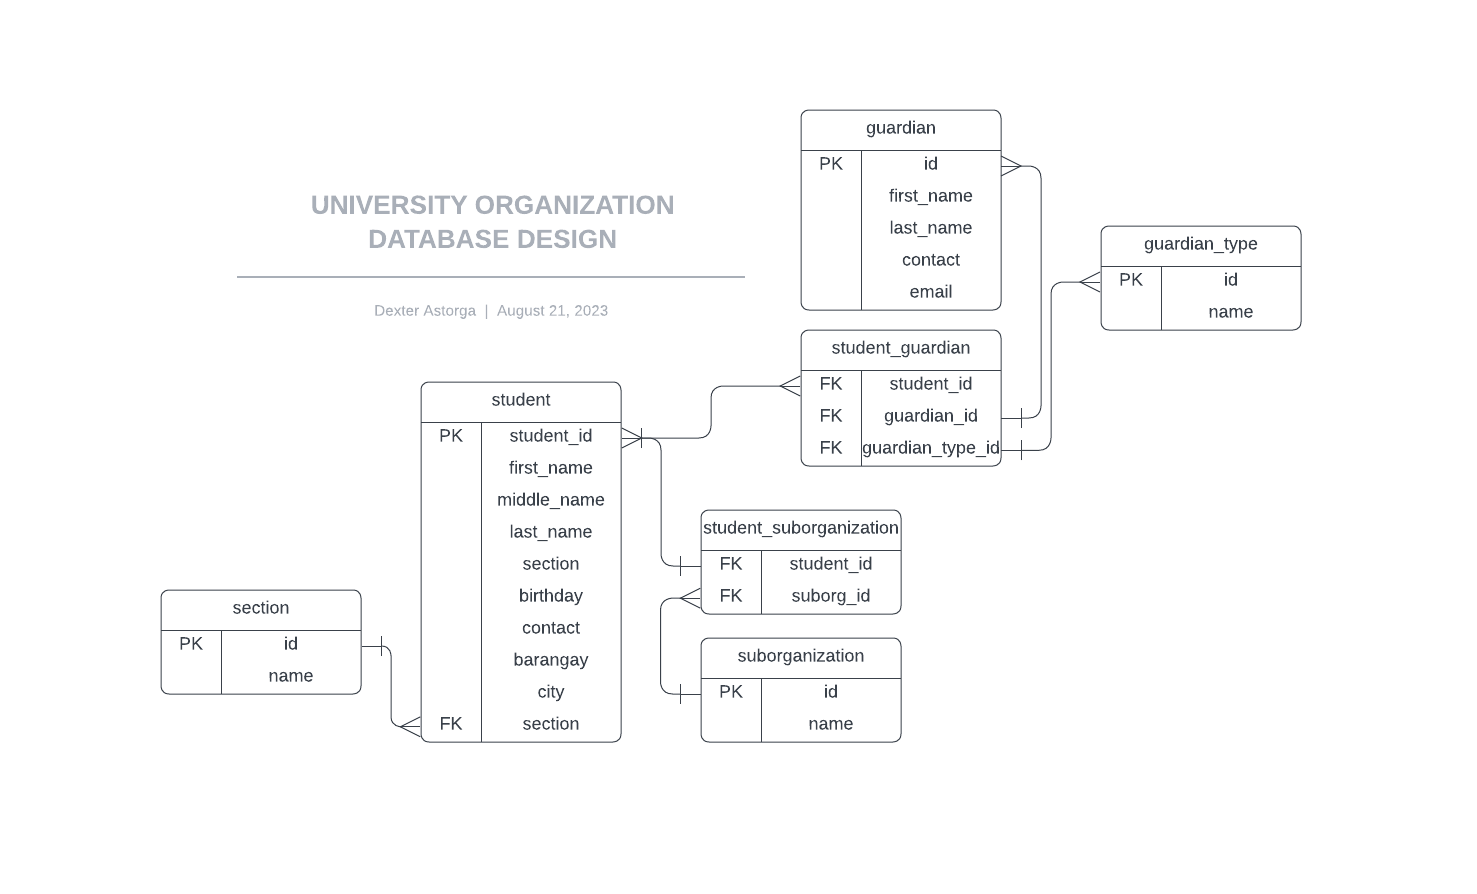 UNIVERSITY ORGANIZATION
DATABASE DESIGN
Dexter Astorga | August 21, 2023
guardian
PK id
first_name
last_name
contact
email
guardian_type
PK id
name
student_guardian
FK student_id
FK guardian_id
FK guardian_type_id
student
PK student_id
first_name
middle_name
last_name
section
birthday
contact
barangay
city
FK section
student_suborganization
FK student_id
FK suborg_id
section
PK id
name
suborganization
PK id
name